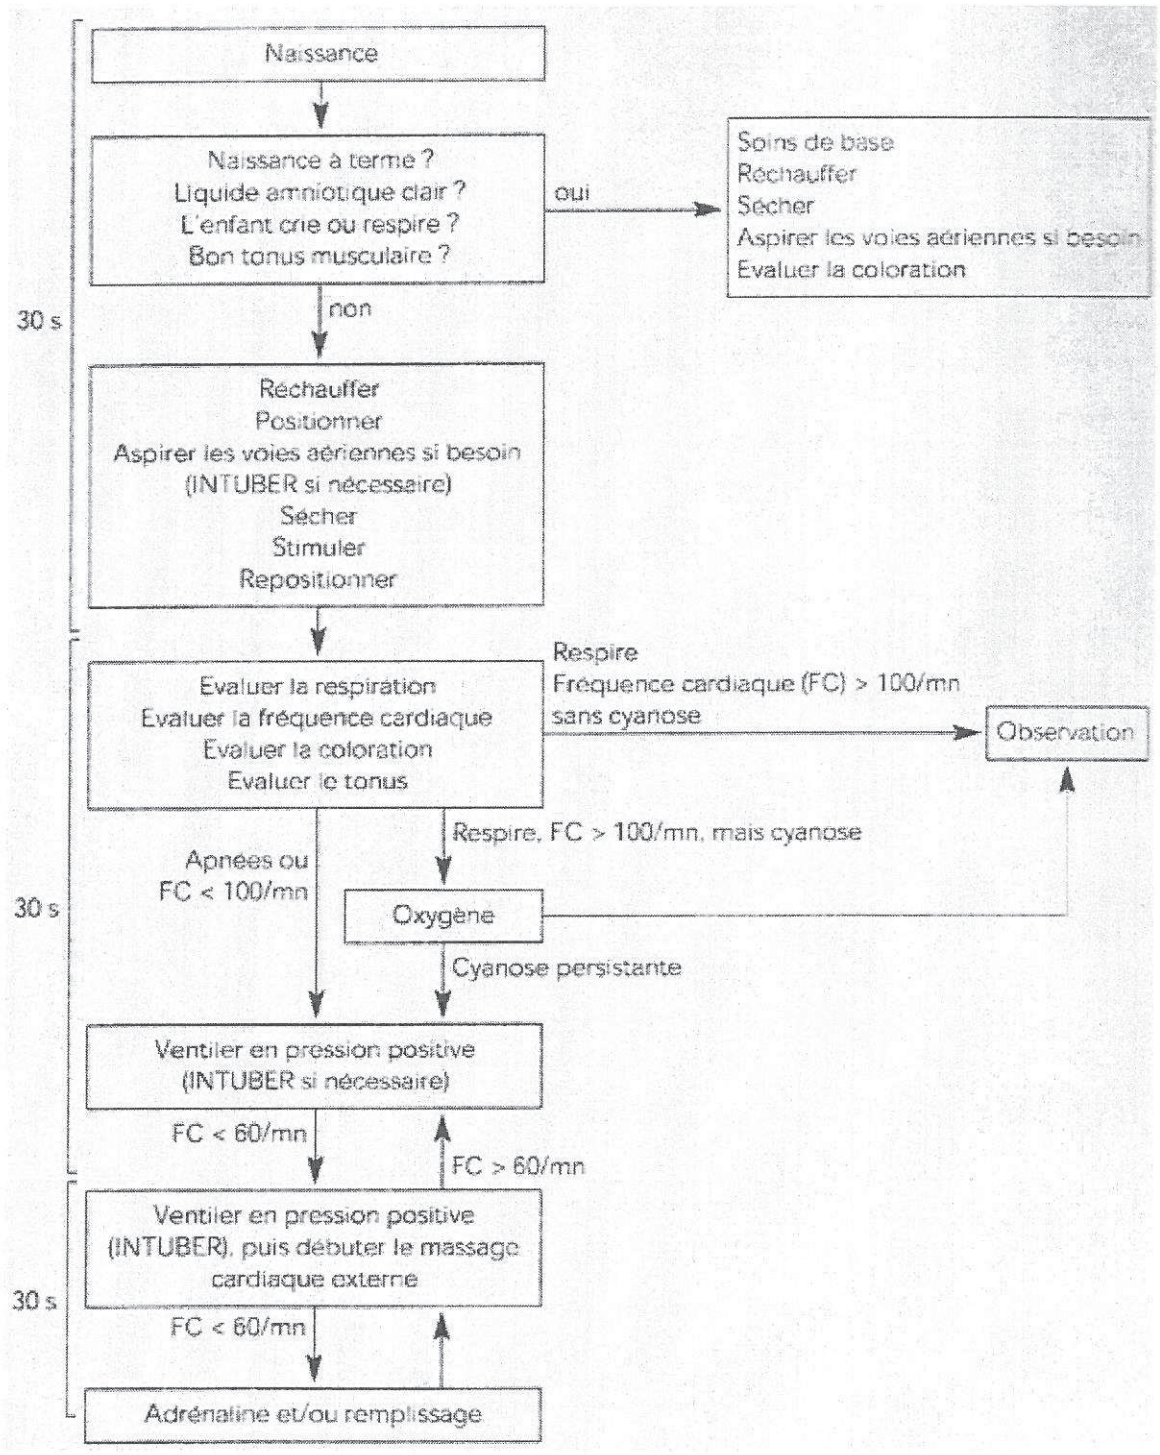 Naissance
Naissance à terme ?
Liquide amniotique clair ?
L'enfant crie ou respire ?
Bon tonus musculaire ?
oui
Soins de base
Réchauffer
Sécher
Aspirer les voies aériennes si besoin
Evaluer la coloration
non
30 s
Réchauffer
Positionner
Aspirer les voies aériennes si besoin
(INTUBER si nécessaire)
Sécher
Stimuler
Repositionner
Evaluer la respiration
Evaluer la fréquence cardiaque
Evaluer la coloration
Evaluer le tonus
Respire
Fréquence cardiaque (FC) > 100/mn
sans cyanose
Observation
Respire, FC > 100/mn, mais cyanose
Apnées ou
FC < 100/mn
30 s
Oxygène
Cyanose persistante
Ventiler en pression positive
(INTUBER si nécessaire)
FC < 60/mn
FC > 60/mn
Ventiler en pression positive
(INTUBER), puis débuter le massage
cardiaque externe
30 s
FC < 60/mn
Adrénaline et/ou remplissage